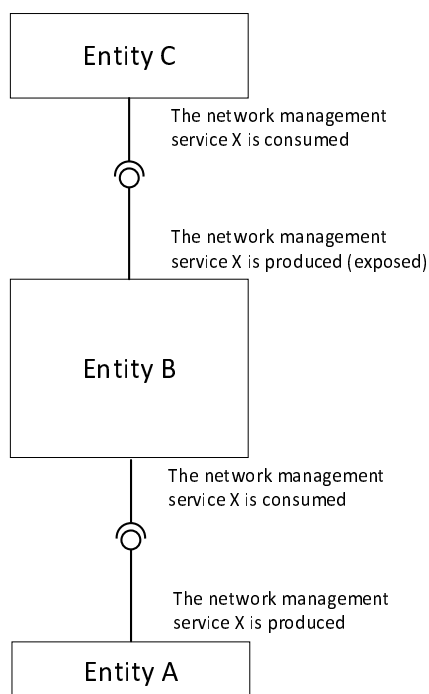 Entity C
The network management
service X is consumed
The network management
service X is produced (exposed)
Entity B
The network management
service X is consumed
The network management
service X is produced
Entity A